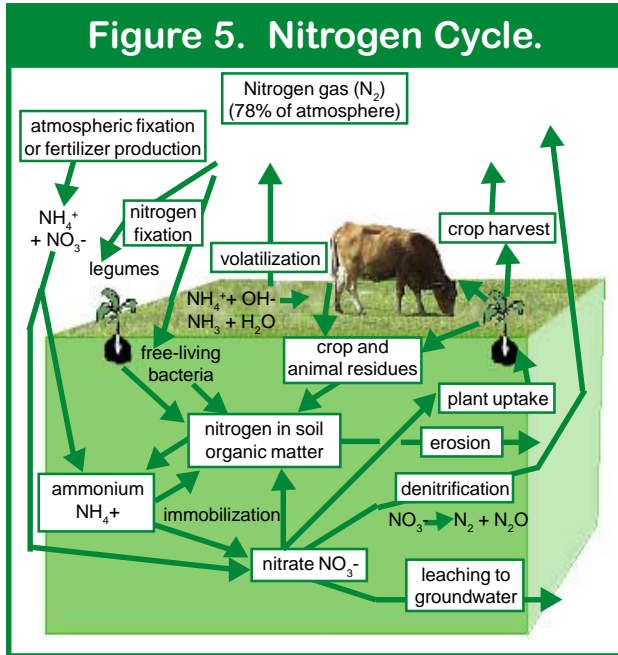 Figure 5. Nitrogen Cycle.
Nitrogen gas (N₂)
(78% of atmosphere)
atmospheric fixation
or fertilizer production
NH₄⁺
+ NO₃-
nitrogen
fixation
legumes
volatilization
crop harvest
NH₄⁺+ OH-
NH₃ + H₂O
free-living
bacteria
crop and
animal residues
plant uptake
nitrogen in soil
organic matter
erosion
ammonium
NH₄+
immobilization
denitrification
NO₃- N₂ + N₂O
nitrate NO₃-
leaching to
groundwater